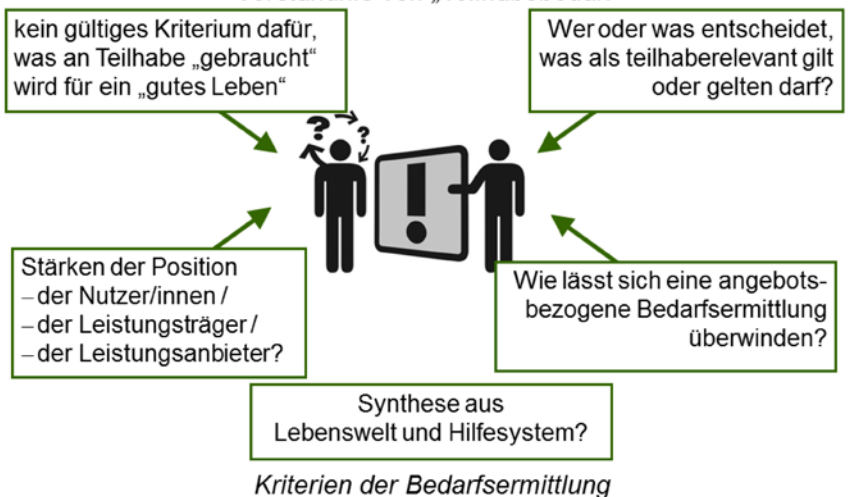 kein gültiges Kriterium dafür,
was an Teilhabe „gebraucht“
wird für ein „gutes Leben“
Wer oder was entscheidet,
was als teilhaberelevant gilt
oder gelten darf?
?
?
!
Stärken der Position
– der Nutzer/innen /
– der Leistungsträger /
– der Leistungsanbieter?
Wie lässt sich eine angebots-
bezogene Bedarfsermittlung
überwinden?
Synthese aus
Lebenswelt und Hilfesystem?
Kriterien der Bedarfsermittlung